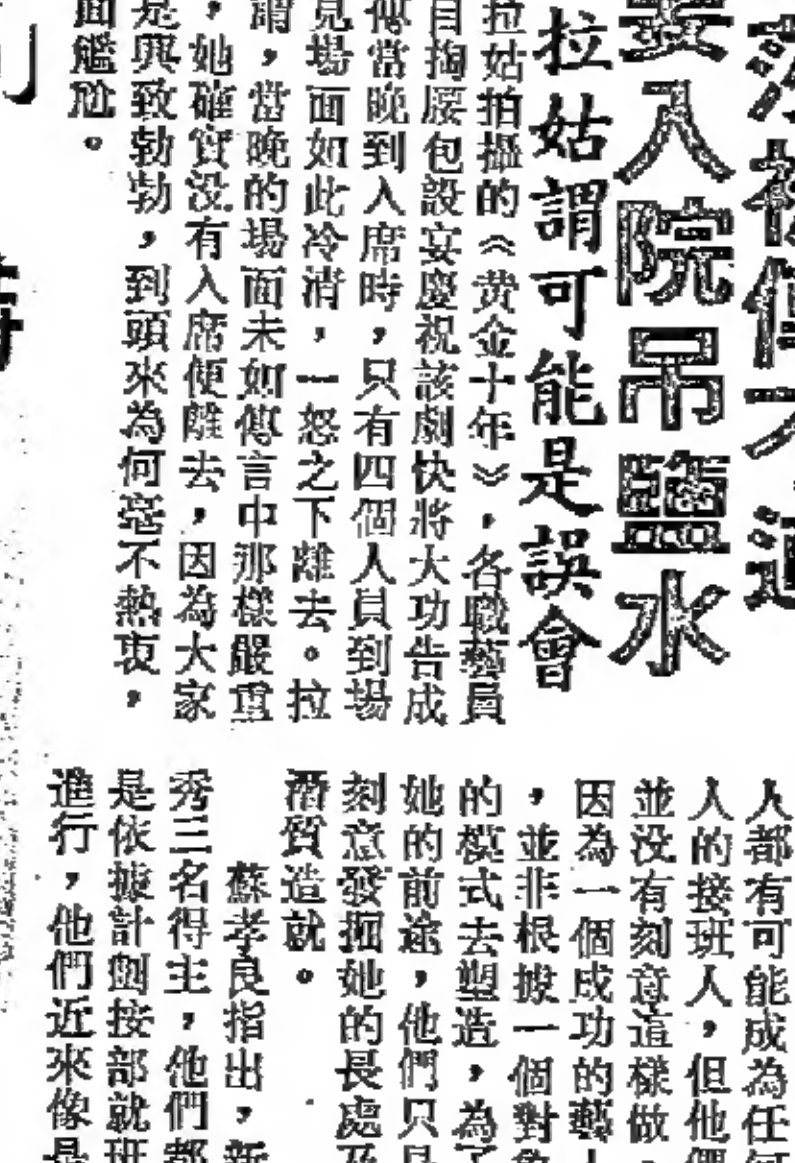 要入院吊鹽水
拉姑謂可能是誤會
拉姑拍攝的《黄金十年》，各職藝員
自掏腰包設宴慶祝該劇快將大功告成
傳當晚到入席時，只有四個人員到場
見場面如此冷清，一怒之下離去。拉
謂，當晚的場面未如傳言中那樣嚴重
，她確實没有入席便離去，因為大家
是興致勃勃，到頭來為何毫不熱衷，
面尷尬。
人都有可能成為任何
人的接班人，但他們
並没有刻意這樣做，
因為一個成功的藝人
，並非根據一個對象
的模式去塑造，為了
她的前途，他們只是
刻意發掘她的長處及
潛質造就。
蘇孝良指出，新
秀三名得主，他們都
是依據計劃按部就班
進行，他們近來像是